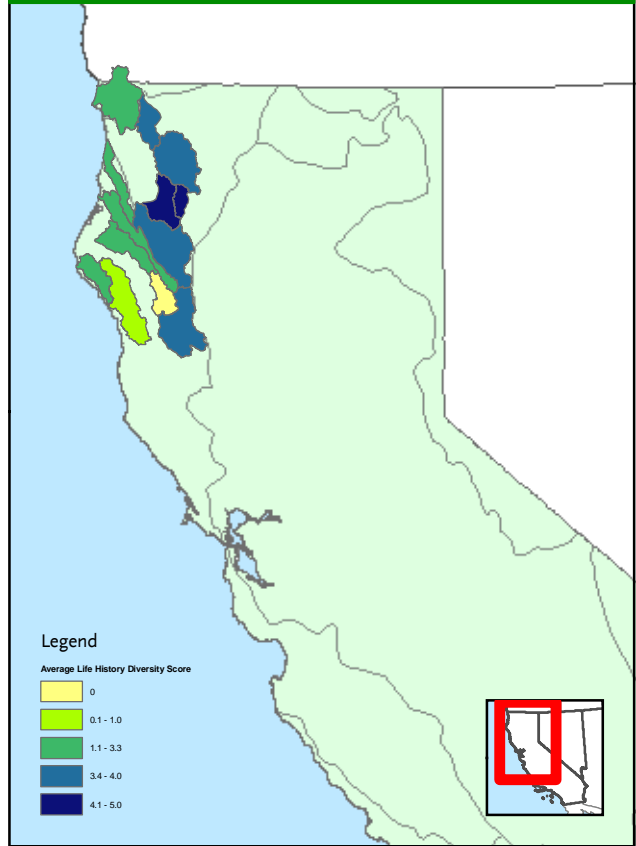 Legend
Average Life History Diversity Score
0
0.1 - 1.0
1.1 - 3.3
3.4 - 4.0
4.1 - 5.0